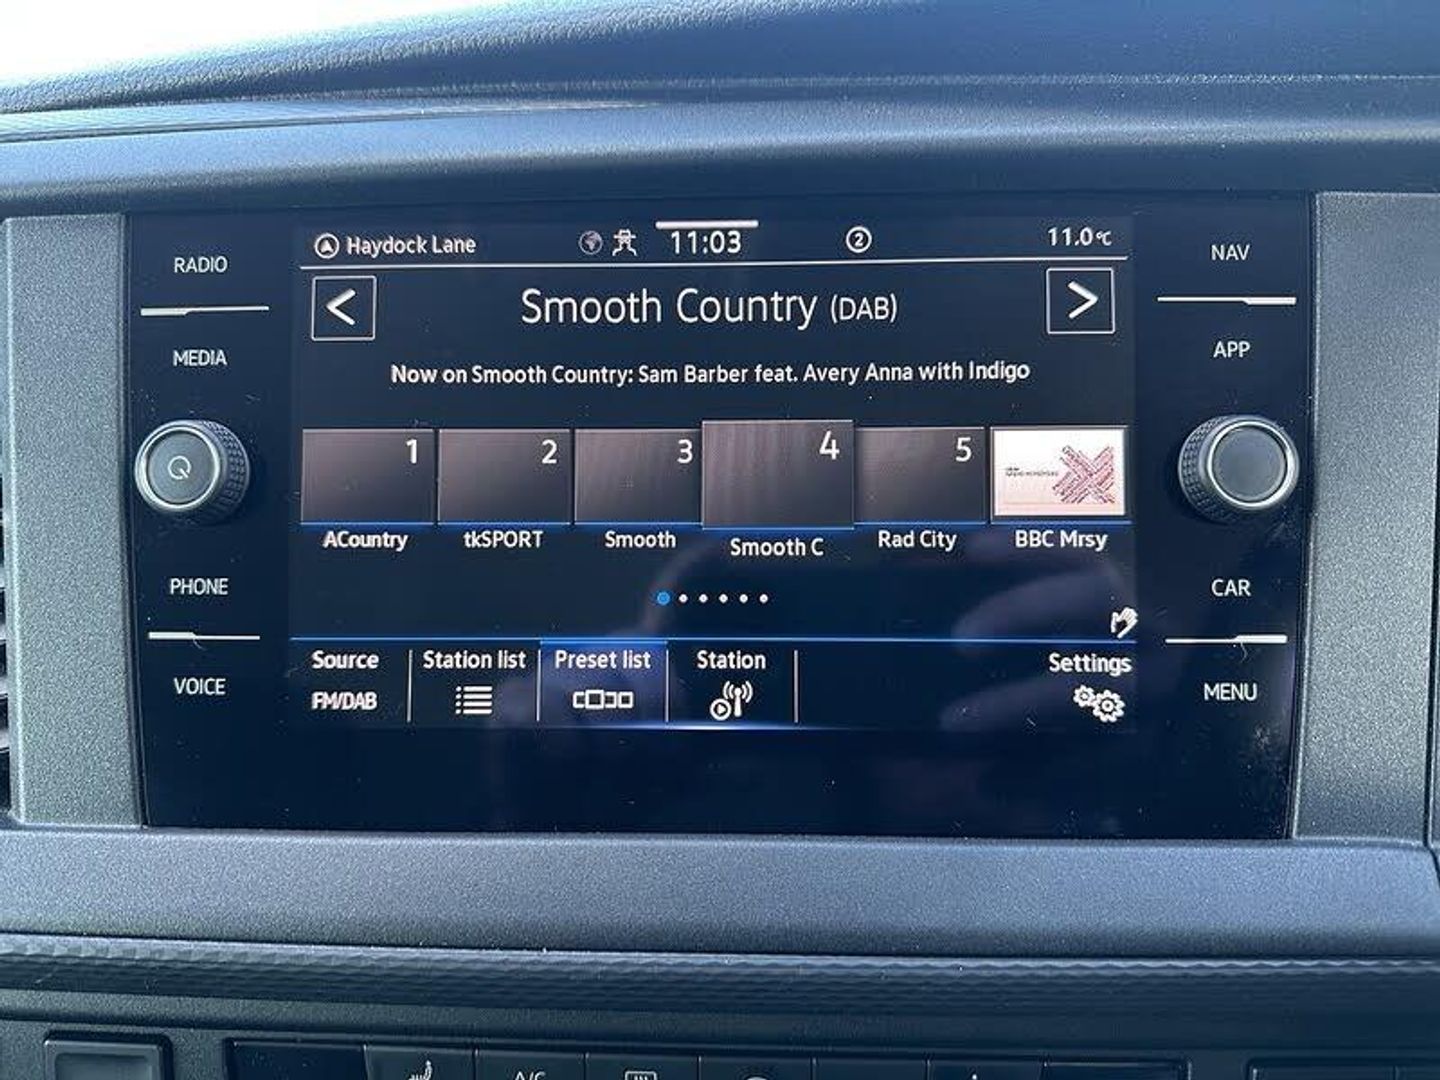 RADIO
MEDIA
PHONE
VOICE
Haydock Lane
11:03
2
11.0°C
Smooth Country (DAB)
Now on Smooth Country: Sam Barber feat. Avery Anna with Indigo
1 2 3 4 5
ACountry tkSPORT Smooth Smooth C Rad City BBC Mrsy
Source Station list Preset list Station Settings
FM/DAB
NAV
APP
CAR
MENU
A/C